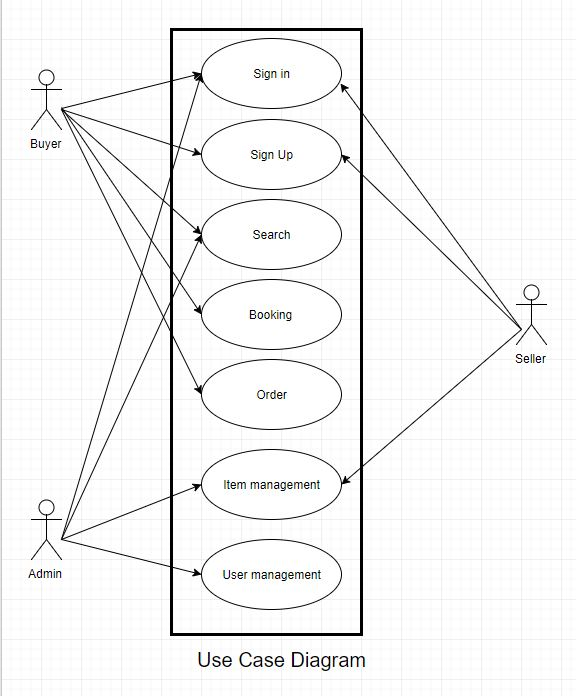 Sign in
Buyer
Sign Up
Search
Booking
Seller
Order
Item management
Admin
User management
Use Case Diagram